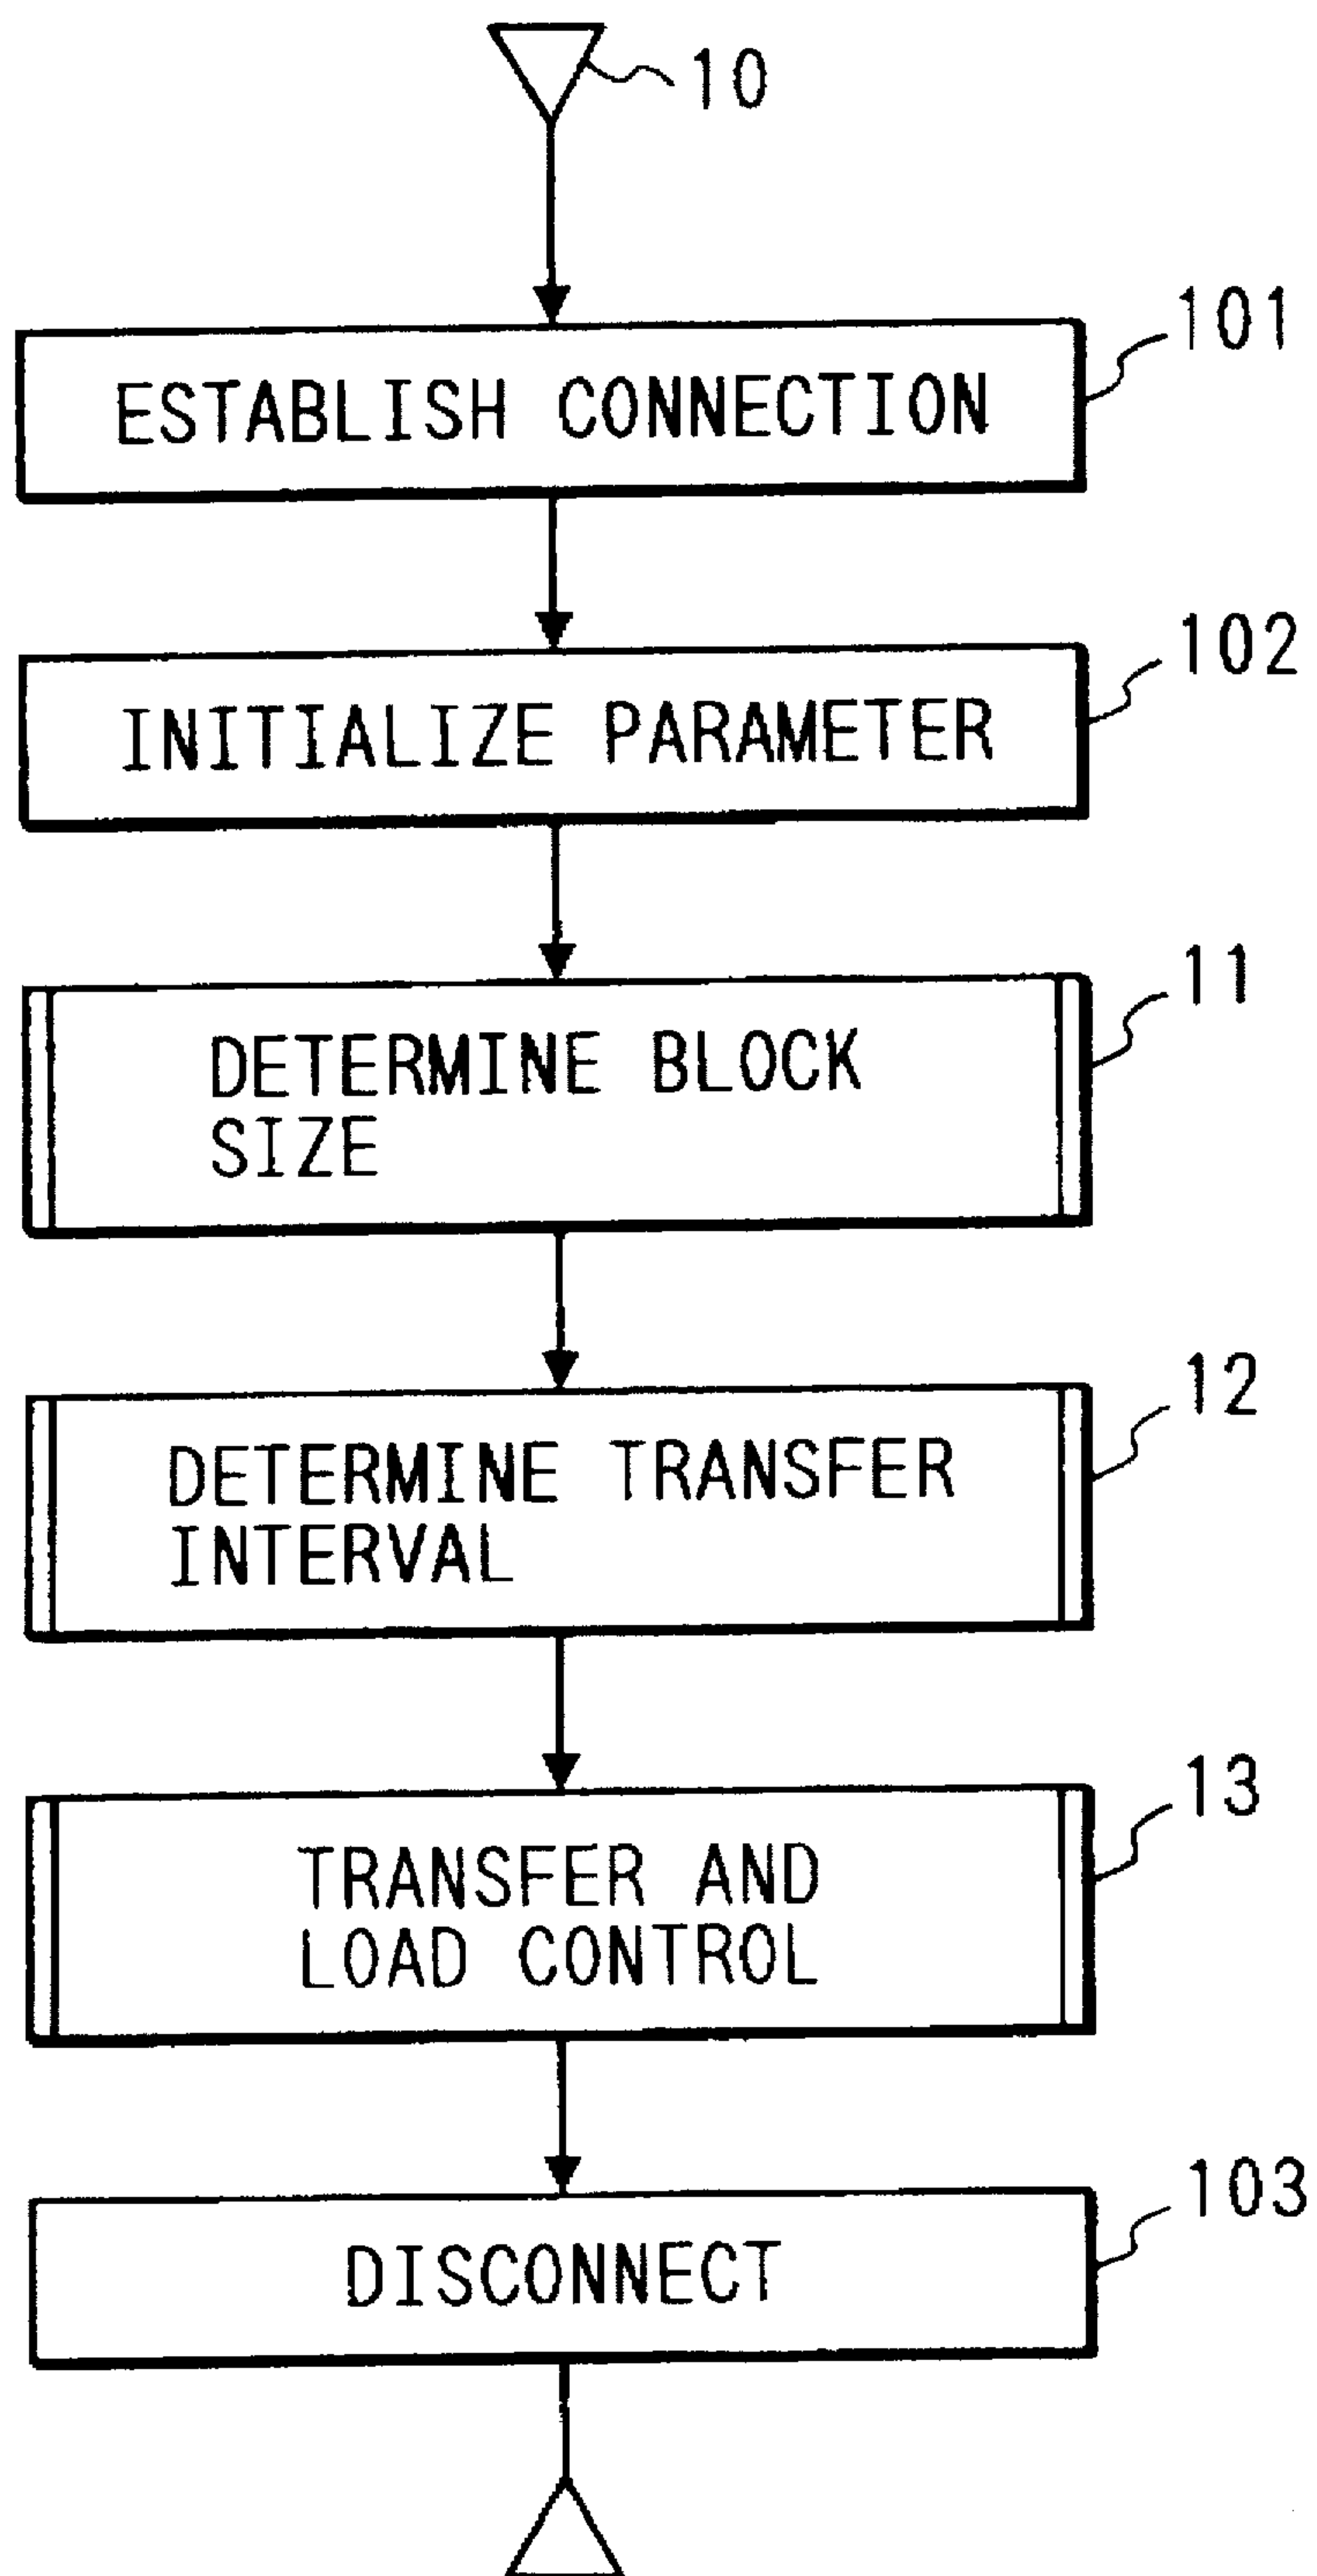 10
101
ESTABLISH CONNECTION
102
INITIALIZE PARAMETER
11
DETERMINE BLOCK
SIZE
12
DETERMINE TRANSFER
INTERVAL
13
TRANSFER AND
LOAD CONTROL
103
DISCONNECT